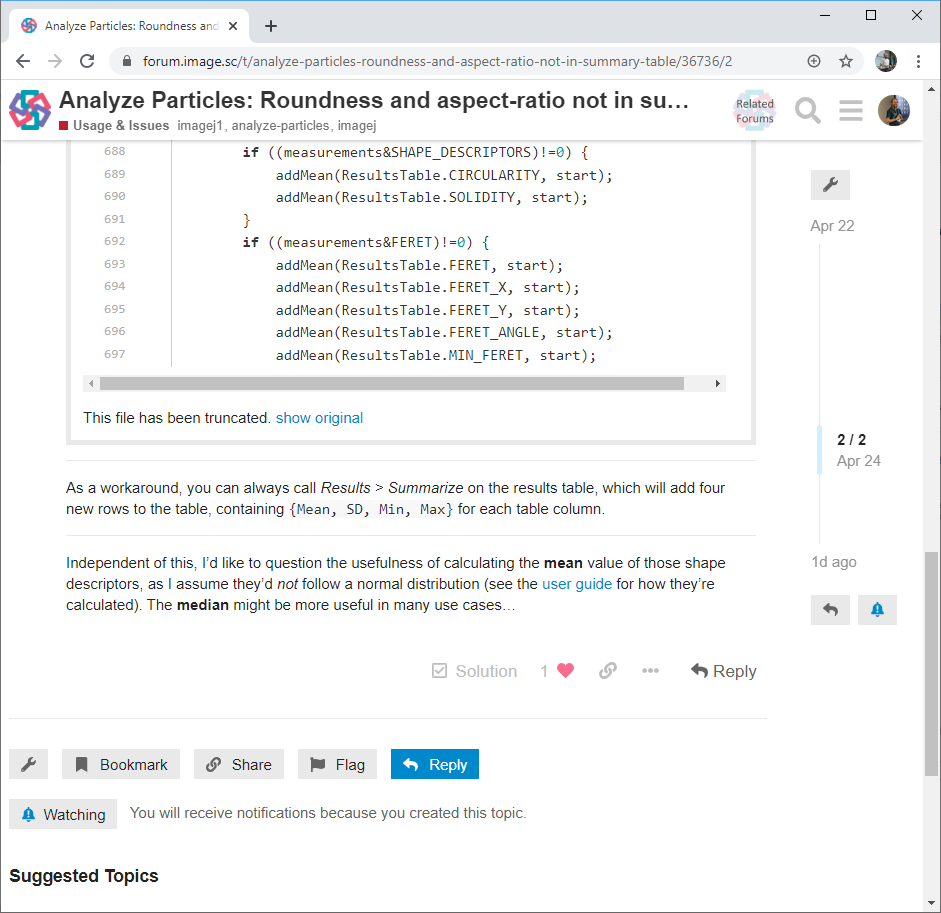 Analyze Particles: Roundness and
forum.image.sc/t/analyze-particles-roundness-and-aspect-ratio-not-in-summary-table/36736/2
Analyze Particles: Roundness and aspect-ratio not in su…
Usage & Issues imagej1, analyze-particles, imagej
Related
Forums
688 if ((measurements&SHAPE_DESCRIPTORS)!=0) {
689 addMean(ResultsTable.CIRCULARITY, start);
690 addMean(ResultsTable.SOLIDITY, start);
691 }
692 if ((measurements&FERET)!=0) {
693 addMean(ResultsTable.FERET, start);
694 addMean(ResultsTable.FERET_X, start);
695 addMean(ResultsTable.FERET_Y, start);
696 addMean(ResultsTable.FERET_ANGLE, start);
697 addMean(ResultsTable.MIN_FERET, start);
This file has been truncated. show original
As a workaround, you can always call Results > Summarize on the results table, which will add four
new rows to the table, containing {Mean, SD, Min, Max} for each table column.
Independent of this, I’d like to question the usefulness of calculating the mean value of those shape
descriptors, as I assume they’d not follow a normal distribution (see the user guide for how they’re
calculated). The median might be more useful in many use cases…
Solution 1 Reply
Apr 22
2 / 2
Apr 24
1d ago
Bookmark Share Flag Reply
Watching You will receive notifications because you created this topic.
Suggested Topics